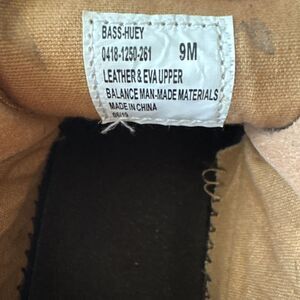 BASS-HUEY
0418-1250-261 9M
LEATHER & EVA UPPER
BALANCE MAN-MADE MATERIALS
MADE IN CHINA